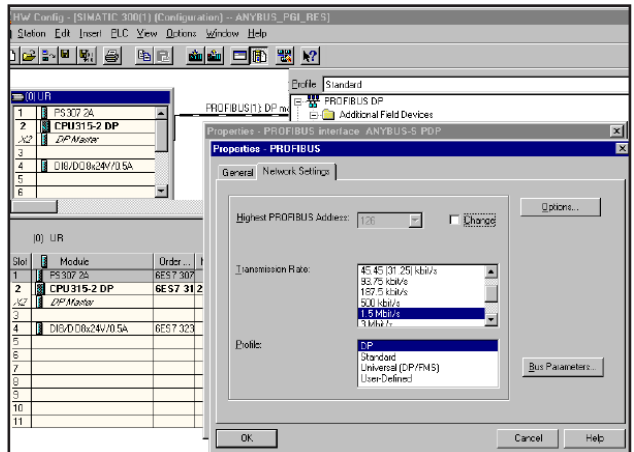 HW Config - [SIMATIC 300(1) (Configuration) -- ANYBUS_PGI_RES]
Station Edit Insert PLC View Options Window Help
Profile Standard
PROFIBUS DP
Additional Field Devices
(0) UR
1 PS307 2A
2 CPU315-2 DP
X2 DP Master
3
4 DI8/DO8x24V/0.5A
5
6
PROFIBUS(1): DP
Properties - PROFIBUS interface ANYBUS-S PDP
Properties - PROFIBUS
General Network Settings
Highest PROFIBUS Address: 126 Change
Options...
Transmission Rate: 45.45 (31.25) kbit/s
93.75 kbit/s
187.5 kbit/s
500 kbit/s
1.5 Mbit/s
3 Mbit/s
Profile: DP
Standard
Universal (DP/FMS)
User-Defined
Bus Parameters...
OK Cancel Help
(0) UR
Slot Module Order ...
1 PS307 2A 6ES7 307
2 CPU315-2 DP 6ES7 31 2
X2 DP Master
3
4 DI8/DO8x24V/0.5A 6ES7 323
5
6
7
8
9
10
11